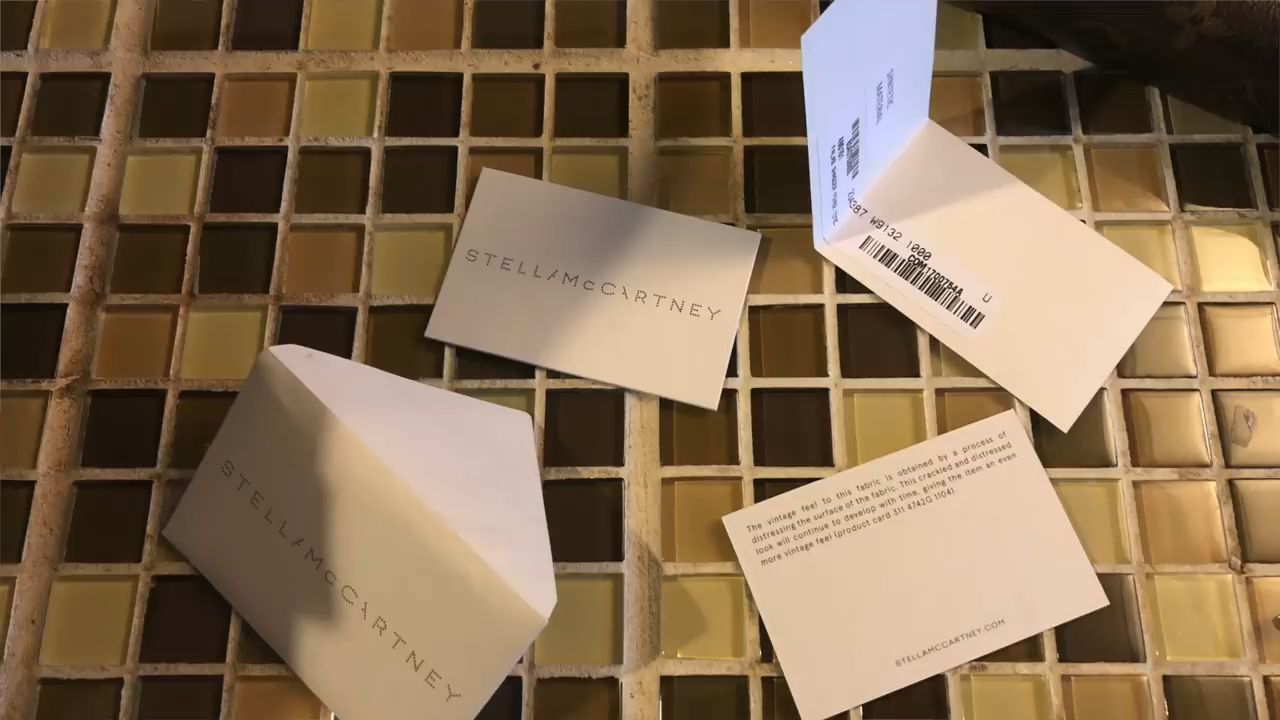 STELLAMcCARTNEY
W9132 1000
U
STELLAMcCARTNEY
The vintage feel to this fabric is obtained by a process of
distressing the surface of the fabric. This crackled and distressed
look will continue to develop with time, giving the item an even
more vintage feel (product card 311 4742G 1104)
STELLAMCCARTNEY.COM